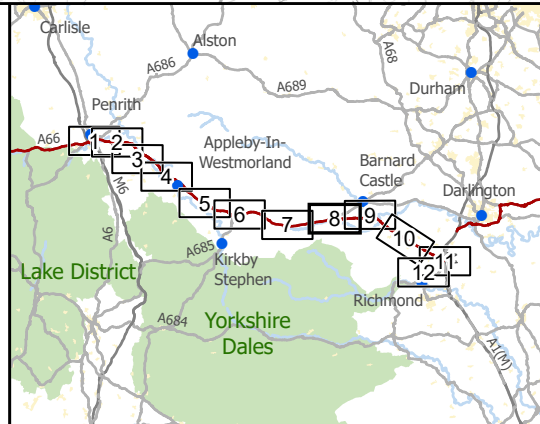 Carlisle
Alston
A68
A686
A689
Durham
Penrith
A66
1
2
3
Appleby-In-
Westmorland
Barnard
Castle
Darlington
M6
4
5
6
7
8
9
10
11
12
A6
A685
Kirkby
Stephen
Lake District
Richmond
A684
Yorkshire
Dales
A1(M)